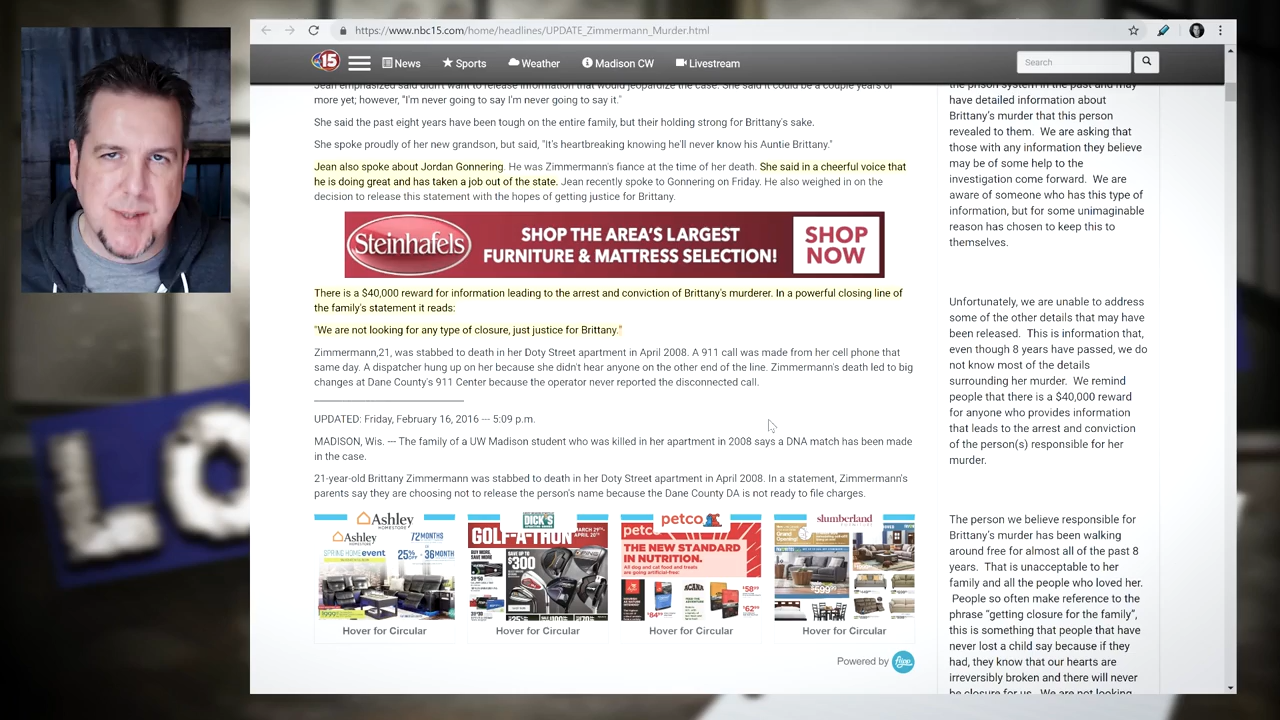 https://www.nbc15.com/home/headlines/UPDATE_Zimmermann_Murder.html
15
News
Sports
Weather
Madison CW
Livestream
Search
Jean emphasized said didn't want to release information that would jeopardize the case. She said it could be a couple years or
more yet; however, "I'm never going to say I'm never going to say it."
She said the past eight years have been tough on the entire family, but their holding strong for Brittany's sake.
She spoke proudly of her new grandson, but said, "It's heartbreaking knowing he'll never know his Auntie Brittany."
Jean also spoke about Jordan Gonnering. He was Zimmermann's fiance at the time of her death. She said in a cheerful voice that
he is doing great and has taken a job out of the state. Jean recently spoke to Gonnering on Friday. He also weighed in on the
decision to release this statement with the hopes of getting justice for Brittany.
Steinhafels
SHOP THE AREA'S LARGEST
FURNITURE & MATTRESS SELECTION!
SHOP
NOW
There is a $40,000 reward for information leading to the arrest and conviction of Brittany's murderer. In a powerful closing line of
the family's statement it reads:
"We are not looking for any type of closure, just justice for Brittany."
Zimmermann,21, was stabbed to death in her Doty Street apartment in April 2008. A 911 call was made from her cell phone that
same day. A dispatcher hung up on her because she didn't hear anyone on the other end of the line. Zimmermann's death led to big
changes at Dane County's 911 Center because the operator never reported the disconnected call.
UPDATED: Friday, February 16, 2016 --- 5:09 p.m.
MADISON, Wis. --- The family of a UW Madison student who was killed in her apartment in 2008 says a DNA match has been made
in the case.
21-year-old Brittany Zimmermann was stabbed to death in her Doty Street apartment in April 2008. In a statement, Zimmermann's
parents say they are choosing not to release the person's name because the Dane County DA is not ready to file charges.
Ashley
HOMESTORE
Ashley
72 MONTHS
SPRING HOME event
25% 36 MONTH
Hover for Circular
DICK'S
GOLF-A-THON
SAVE UP TO
$300
Hover for Circular
petco
petco
THE NEW STANDARD
IN NUTRITION.
ACANA
Hover for Circular
slumberland
Hover for Circular
Powered by flipp
the prison system in the past and may
have detailed information about
Brittany's murder that this person
revealed to them. We are asking that
those with any information they believe
may be of some help to the
investigation come forward. We are
aware of someone who has this type of
information, but for some unimaginable
reason has chosen to keep this to
themselves.
Unfortunately, we are unable to address
some of the other details that may have
been released. This is information that,
even though 8 years have passed, we do
not know most of the details
surrounding her murder. We remind
people that there is a $40,000 reward
for anyone who provides information
that leads to the arrest and conviction
of the person(s) responsible for her
murder.
The person we believe responsible for
Brittany's murder has been walking
around free for almost all of the past 8
years. That is unacceptable to her
family and all the people who loved her.
People so often make reference to the
phrase "getting closure for the family",
this is something that people that have
never lost a child say because if they
had, they know that our hearts are
irreversibly broken and there will never
be closure for us. We are not looking
LO